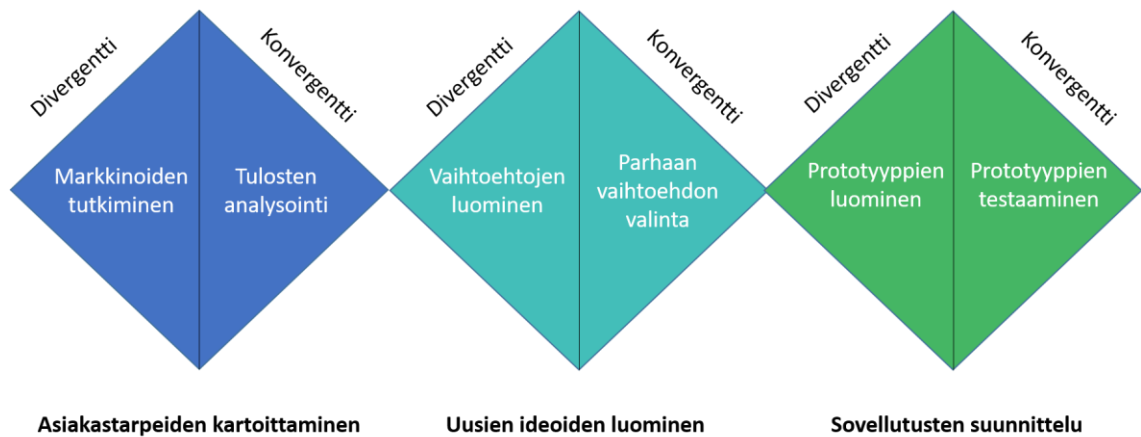 Divergentti
Konvergentti
Markkinoiden
tutkiminen
Tulosten
analysointi
Asiakastarpeiden kartoittaminen
Divergentti
Konvergentti
Vaihtoehtojen
luominen
Parhaan
vaihtoehdon
valinta
Uusien ideoiden luominen
Divergentti
Konvergentti
Prototyyppien
luominen
Prototyyppien
testaaminen
Sovellutusten suunnittelu